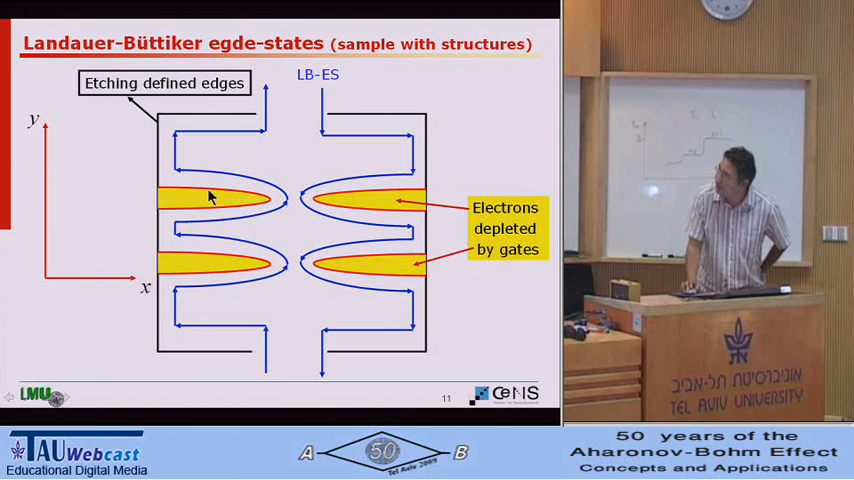 Landauer-Büttiker egde-states (sample with structures)
Etching defined edges
LB-ES
y
x
Electrons
depleted
by gates
LMU
11
CeNS
אוניברסיטת תל-אביב
TEL AVIV UNIVERSITY
TAU Webcast
Educational Digital Media
A
50
B
Tel Aviv 2009
50 years of the
Aharonov-Bohm Effect
Concepts and Applications